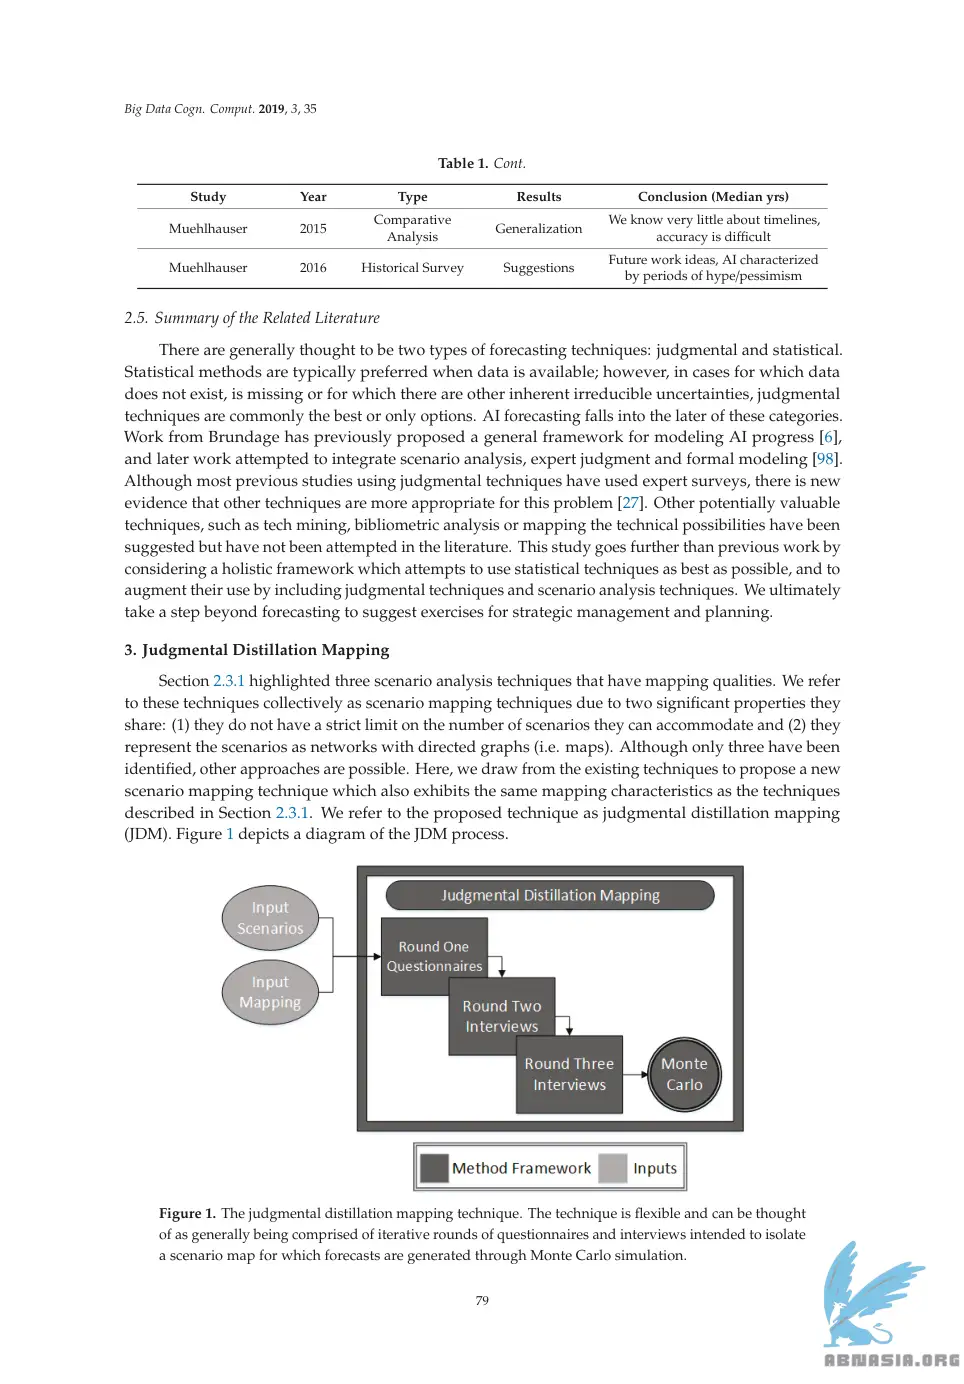 Big Data Cogn. Comput. 2019, 3, 35
Table 1. Cont.
Study Year Type Results Conclusion (Median yrs)
Muehlhauser 2015 Comparative Analysis Generalization We know very little about timelines, accuracy is difficult
Muehlhauser 2016 Historical Survey Suggestions Future work ideas, AI characterized by periods of hype/pessimism
2.5. Summary of the Related Literature
There are generally thought to be two types of forecasting techniques: judgmental and statistical.
Statistical methods are typically preferred when data is available; however, in cases for which data
does not exist, is missing or for which there are other inherent irreducible uncertainties, judgmental
techniques are commonly the best or only options. AI forecasting falls into the later of these categories.
Work from Brundage has previously proposed a general framework for modeling AI progress [6],
and later work attempted to integrate scenario analysis, expert judgment and formal modeling [98].
Although most previous studies using judgmental techniques have used expert surveys, there is new
evidence that other techniques are more appropriate for this problem [27]. Other potentially valuable
techniques, such as tech mining, bibliometric analysis or mapping the technical possibilities have been
suggested but have not been attempted in the literature. This study goes further than previous work by
considering a holistic framework which attempts to use statistical techniques as best as possible, and to
augment their use by including judgmental techniques and scenario analysis techniques. We ultimately
take a step beyond forecasting to suggest exercises for strategic management and planning.
3. Judgmental Distillation Mapping
Section 2.3.1 highlighted three scenario analysis techniques that have mapping qualities. We refer
to these techniques collectively as scenario mapping techniques due to two significant properties they
share: (1) they do not have a strict limit on the number of scenarios they can accommodate and (2) they
represent the scenarios as networks with directed graphs (i.e. maps). Although only three have been
identified, other approaches are possible. Here, we draw from the existing techniques to propose a new
scenario mapping technique which also exhibits the same mapping characteristics as the techniques
described in Section 2.3.1. We refer to the proposed technique as judgmental distillation mapping
(JDM). Figure 1 depicts a diagram of the JDM process.
Judgmental Distillation Mapping
Input
Scenarios
Input
Mapping
Round One
Questionnaires
Round Two
Interviews
Round Three
Interviews
Monte
Carlo
Method Framework Inputs
Figure 1. The judgmental distillation mapping technique. The technique is flexible and can be thought
of as generally being comprised of iterative rounds of questionnaires and interviews intended to isolate
a scenario map for which forecasts are generated through Monte Carlo simulation.
79
ABNASIA.ORG